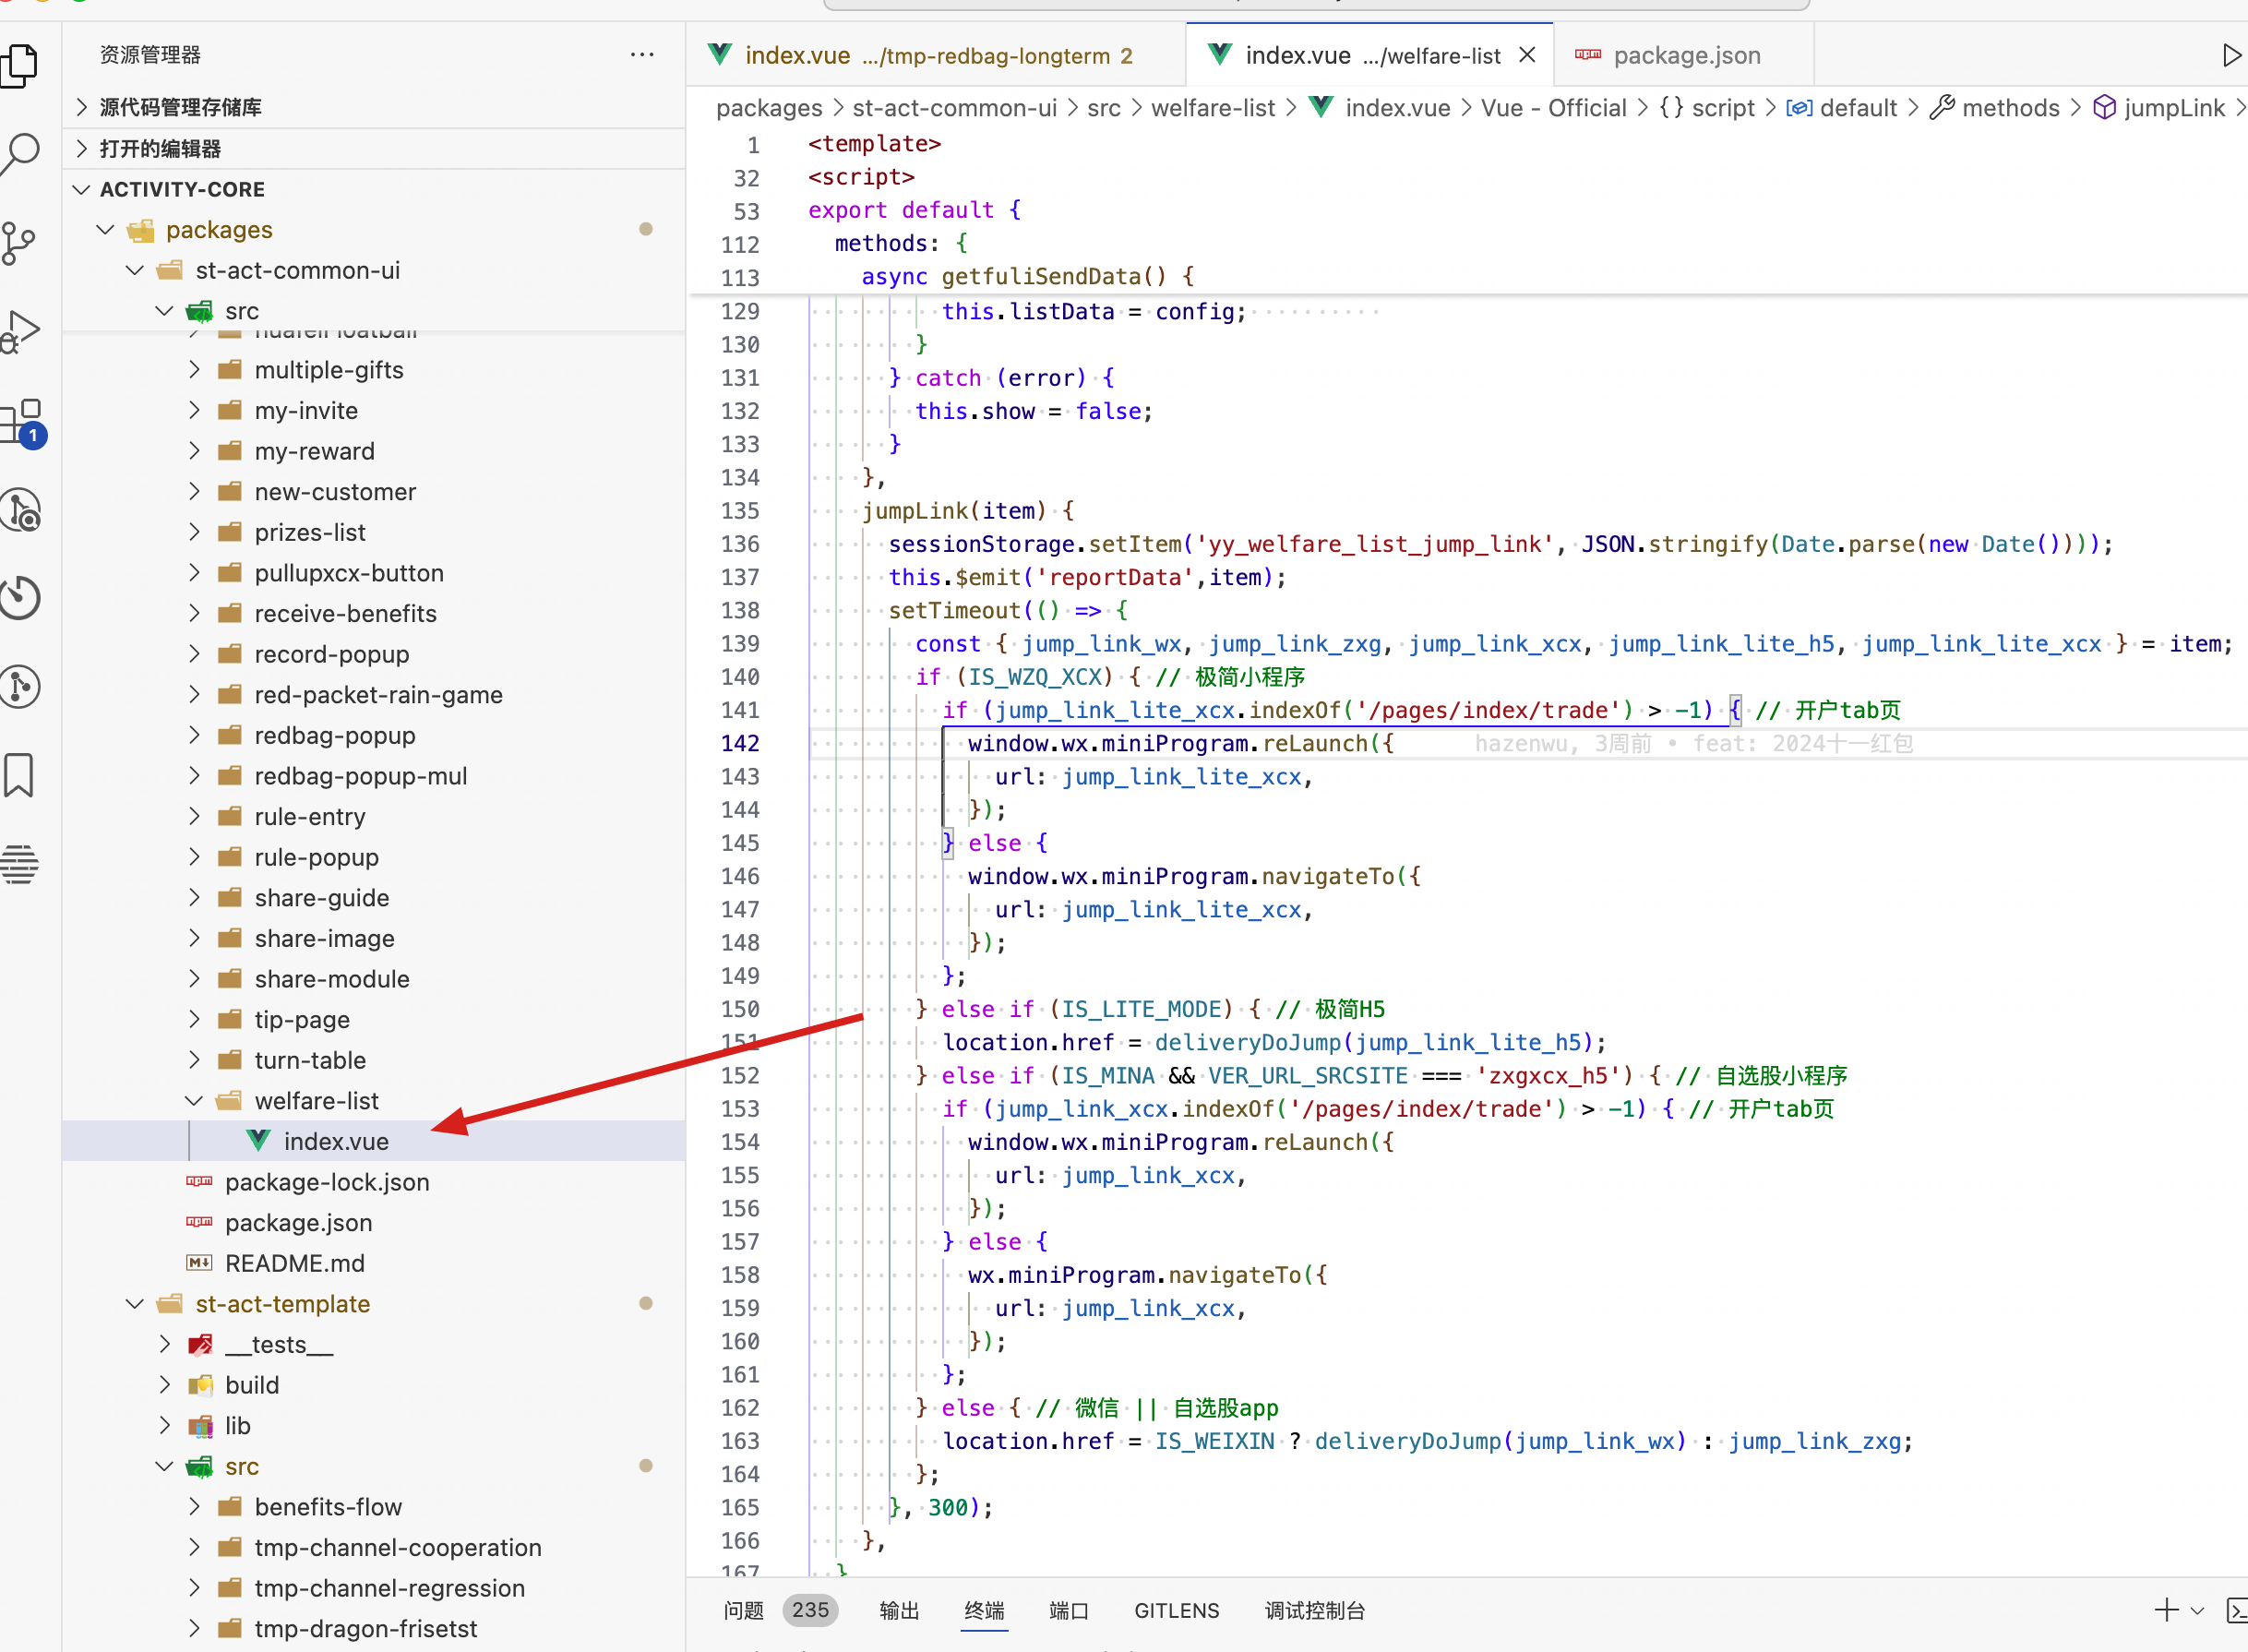 资源管理器
源代码管理存储库
打开的编辑器
ACTIVITY-CORE
packages
st-act-common-ui
src
multiple-gifts
my-invite
my-reward
new-customer
prizes-list
pullupxcx-button
receive-benefits
record-popup
red-packet-rain-game
redbag-popup
redbag-popup-mul
rule-entry
rule-popup
share-guide
share-image
share-module
tip-page
turn-table
welfare-list
index.vue
package-lock.json
package.json
README.md
st-act-template
__tests__
build
lib
src
benefits-flow
tmp-channel-cooperation
tmp-channel-regression
tmp-dragon-frisetst
1
index.vue .../tmp-redbag-longterm 2
index.vue .../welfare-list
package.json
packages > st-act-common-ui > src > welfare-list > index.vue > Vue - Official > {} script > default > methods > jumpLink >
1 <template>
32 <script>
53 export default {
112 methods: {
113 async getfuliSendData() {
129 this.listData = config;
130 }
131 } catch (error) {
132 this.show = false;
133 }
134 },
135 jumpLink(item) {
136 sessionStorage.setItem('yy_welfare_list_jump_link', JSON.stringify(Date.parse(new Date())));
137 this.$emit('reportData',item);
138 setTimeout(() => {
139 const { jump_link_wx, jump_link_zxg, jump_link_xcx, jump_link_lite_h5, jump_link_lite_xcx } = item;
140 if (IS_WZQ_XCX) { // 极简小程序
141 if (jump_link_lite_xcx.indexOf('/pages/index/trade') > -1) { // 开户tab页
142 window.wx.miniProgram.reLaunch({ hazenwu, 3周前 • feat: 2024十一红包
143 url: jump_link_lite_xcx,
144 });
145 } else {
146 window.wx.miniProgram.navigateTo({
147 url: jump_link_lite_xcx,
148 });
149 };
150 } else if (IS_LITE_MODE) { // 极简H5
151 location.href = deliveryDoJump(jump_link_lite_h5);
152 } else if (IS_MINA && VER_URL_SRCSITE === 'zxgxcx_h5') { // 自选股小程序
153 if (jump_link_xcx.indexOf('/pages/index/trade') > -1) { // 开户tab页
154 window.wx.miniProgram.reLaunch({
155 url: jump_link_xcx,
156 });
157 } else {
158 wx.miniProgram.navigateTo({
159 url: jump_link_xcx,
160 });
161 };
162 } else { // 微信 || 自选股app
163 location.href = IS_WEIXIN ? deliveryDoJump(jump_link_wx) : jump_link_zxg;
164 };
165 }, 300);
166 },
167 }
问题 235 输出 终端 端口 GITLENS 调试控制台